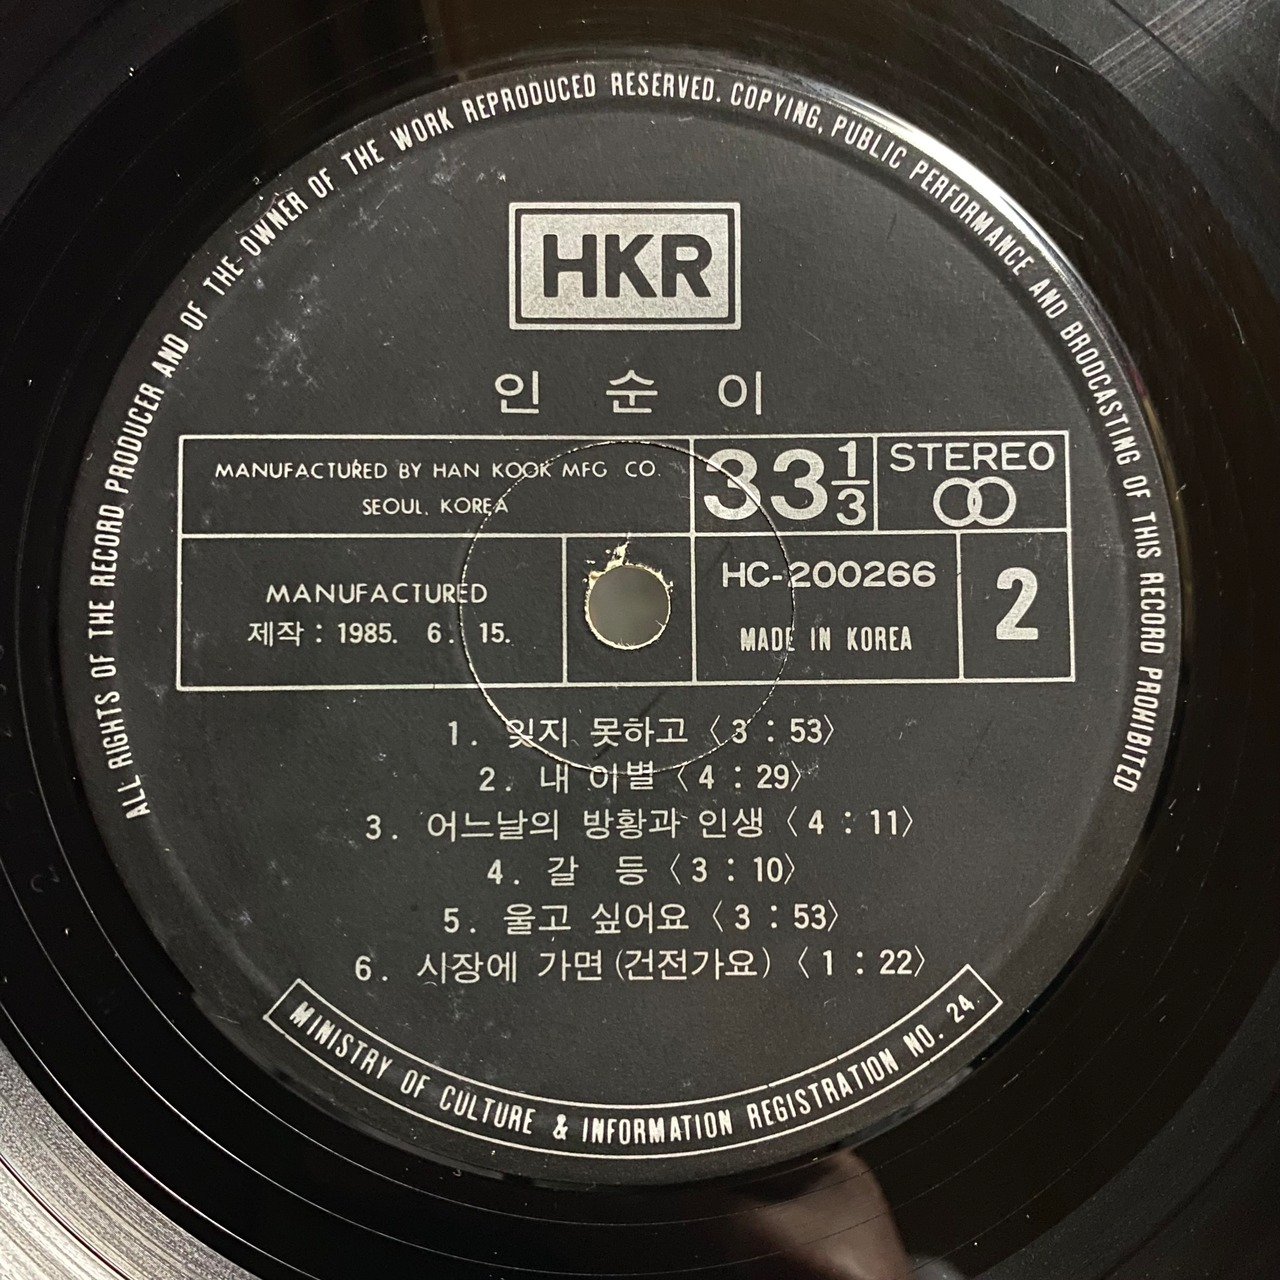 ALL RIGHTS OF THE RECORD PRODUCER AND OF THE OWNER OF THE WORK REPRODUCED RESERVED. COPYING, PUBLIC PERFORMANCE AND BRODCASTING OF THIS RECORD PROHIBITED
HKR
인 순 이
MANUFACTURED BY HAN KOOK MFG CO.
SEOUL, KOREA
33 1/3
STEREO
MANUFACTURED
제작 : 1985. 6. 15.
HC-200266
MADE IN KOREA
2
1. 잊지 못하고 〈3 : 53〉
2. 내 이별 〈4 : 29〉
3. 어느날의 방황과 인생 〈4 : 11〉
4. 갈 등 〈3 : 10〉
5. 울고 싶어요 〈3 : 53〉
6. 시장에 가면 (건전가요) 〈1 : 22〉
MINISTRY OF CULTURE & INFORMATION REGISTRATION NO. 24.